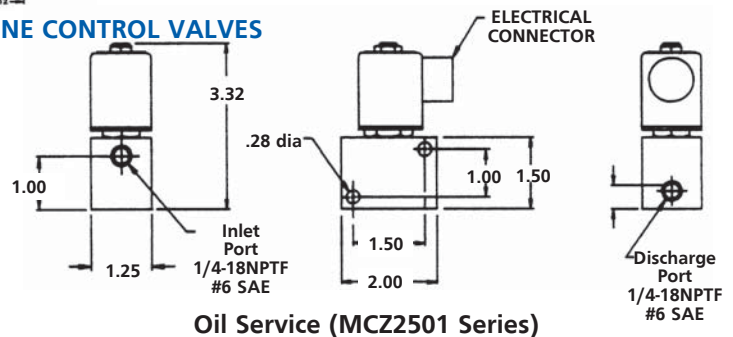 NE CONTROL VALVES
ELECTRICAL
CONNECTOR
3.32
.28 dia
1.00
1.00
1.50
Inlet
Port
1/4-18NPTF
#6 SAE
1.25
1.50
2.00
Discharge
Port
1/4-18NPTF
#6 SAE
Oil Service (MCZ2501 Series)